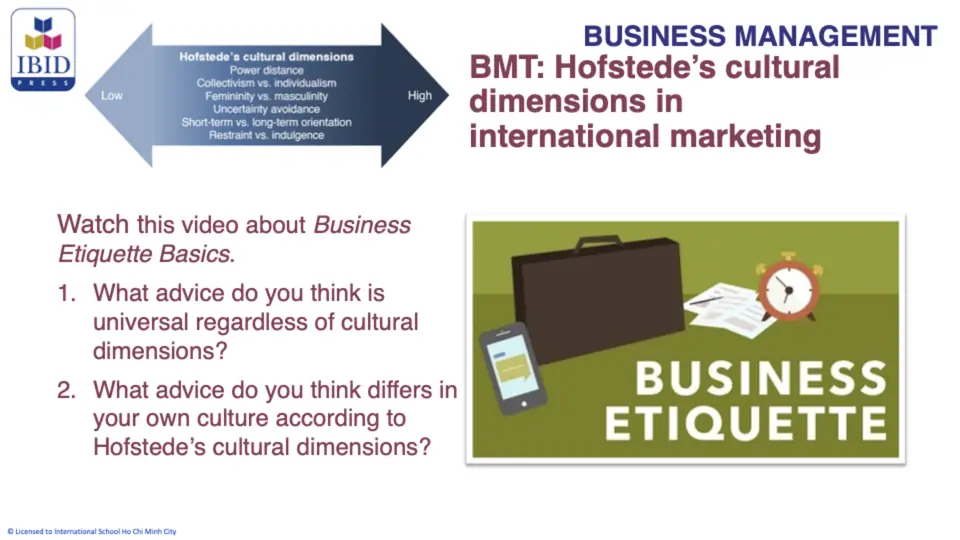 IBID
PRESS
Low
Hofstede's cultural dimensions
Power distance
Collectivism vs. individualism
Femininity vs. masculinity
Uncertainty avoidance
Short-term vs. long-term orientation
Restraint vs. indulgence
High
BUSINESS MANAGEMENT
BMT: Hofstede's cultural
dimensions in
international marketing
Watch this video about Business
Etiquette Basics.
1. What advice do you think is
universal regardless of cultural
dimensions?
2. What advice do you think differs in
your own culture according to
Hofstede's cultural dimensions?
BUSINESS
ETIQUETTE
© Licensed to International School Ho Chi Minh City